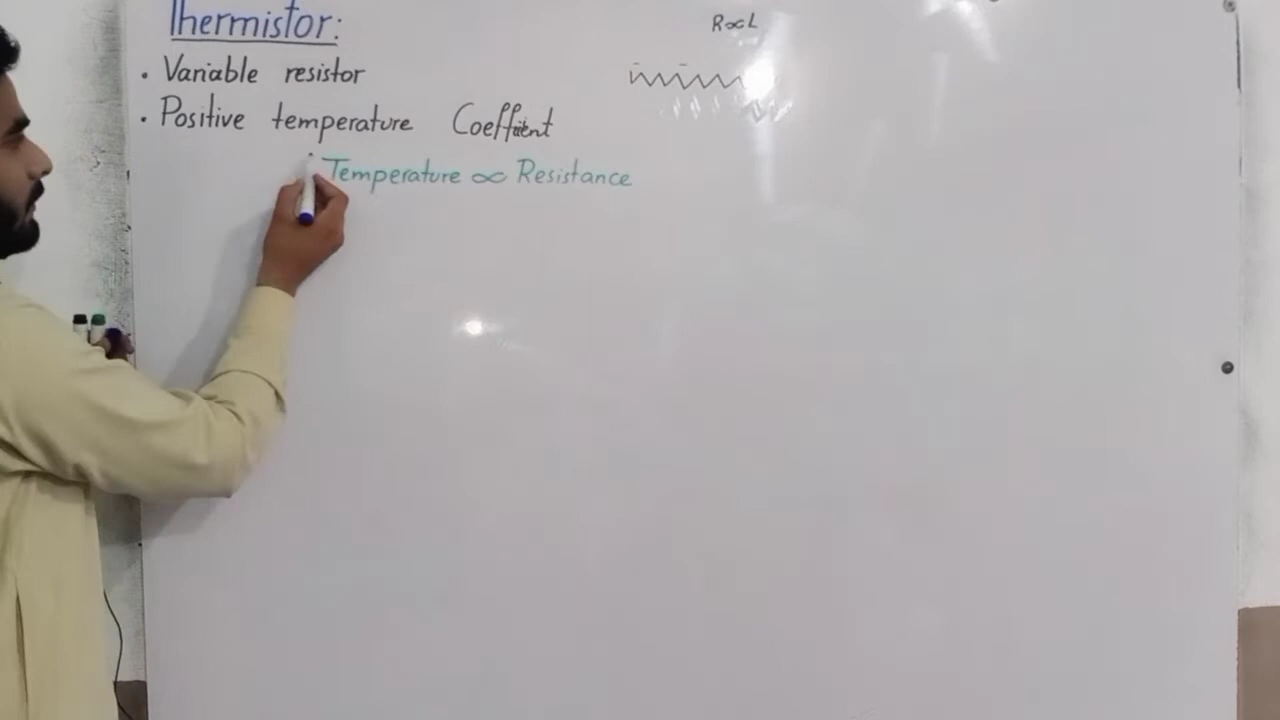 Thermistor:
R∝L
. Variable resistor
. Positive temperature Coefficient
Temperature ∝ Resistance